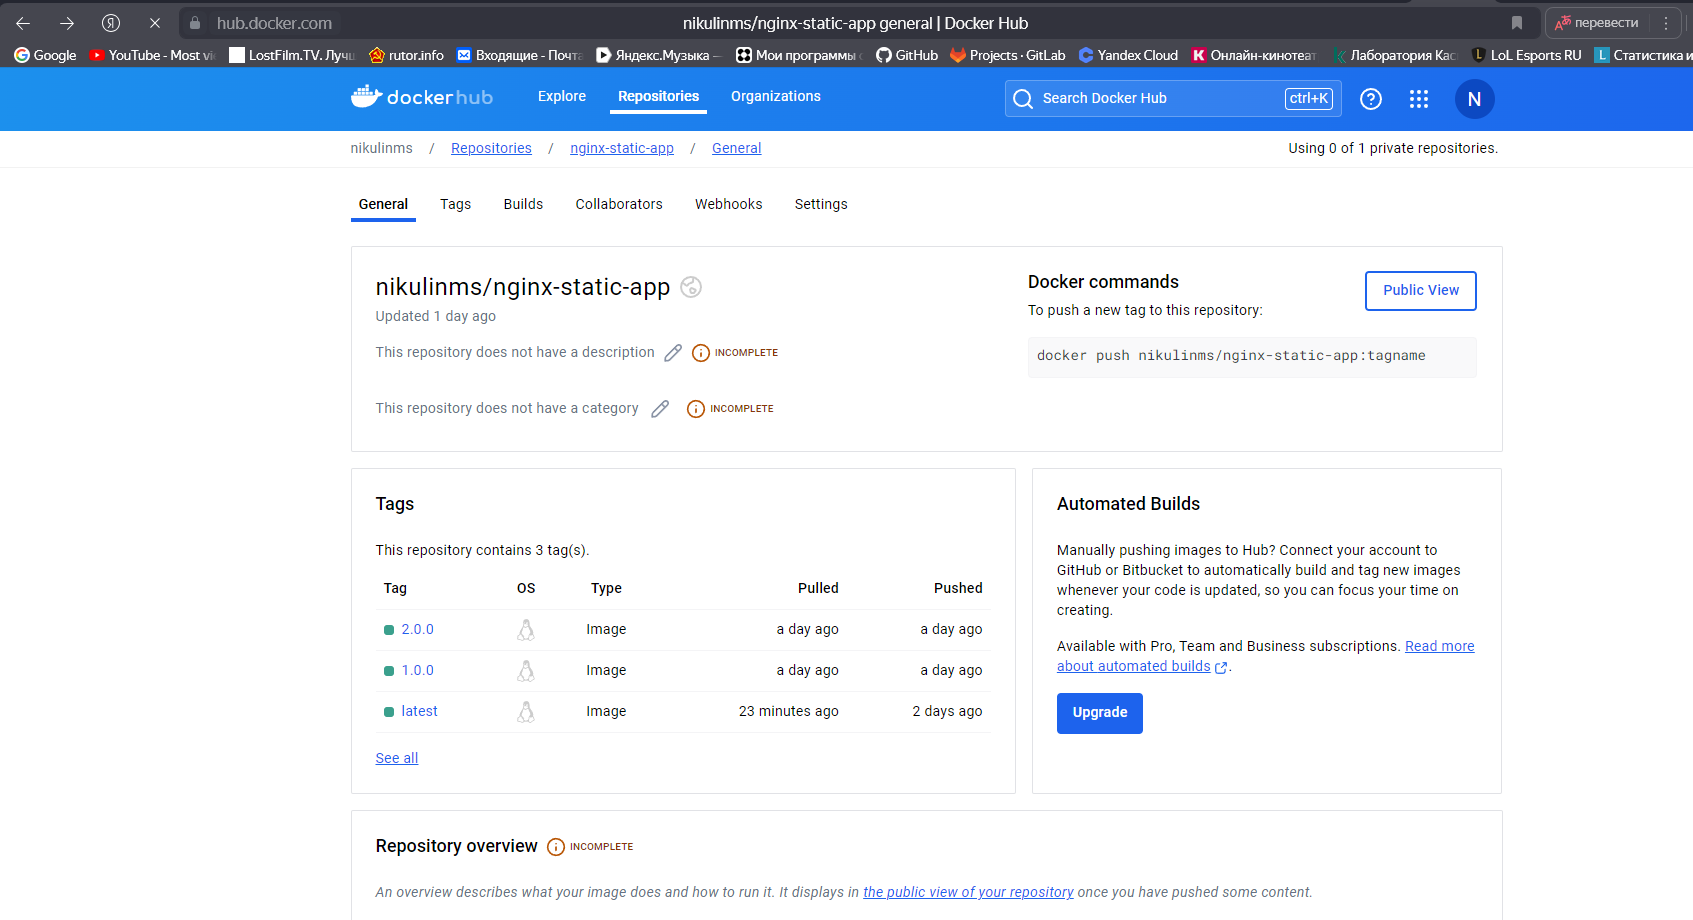 hub.docker.com nikulinms/nginx-static-app general | Docker Hub перевести
Google YouTube - Most LostFilm.TV. rutor.info Входящие - Яндекс.Музыка — Мои программы GitHub Projects · GitLab Yandex Cloud Лаборатория LoL Esports RU Статистика и
docker hub Explore Repositories Organizations Search Docker Hub ctrl+K N
nikulinms / Repositories / nginx-static-app / General Using 0 of 1 private repositories.
General Tags Builds Collaborators Webhooks Settings
nikulinms/nginx-static-app
Updated 1 day ago
This repository does not have a description INCOMPLETE
This repository does not have a category INCOMPLETE
Docker commands
Public View
To push a new tag to this repository:
docker push nikulinms/nginx-static-app:tagname
Tags
This repository contains 3 tag(s).
Tag OS Type Pulled Pushed
2.0.0 Image a day ago a day ago
1.0.0 Image a day ago a day ago
latest Image 23 minutes ago 2 days ago
See all
Automated Builds
Manually pushing images to Hub? Connect your account to
GitHub or Bitbucket to automatically build and tag new images
whenever your code is updated, so you can focus your time on
creating.
Available with Pro, Team and Business subscriptions. Read more
about automated builds .
Upgrade
Repository overview INCOMPLETE
An overview describes what your image does and how to run it. It displays in the public view of your repository once you have pushed some content.